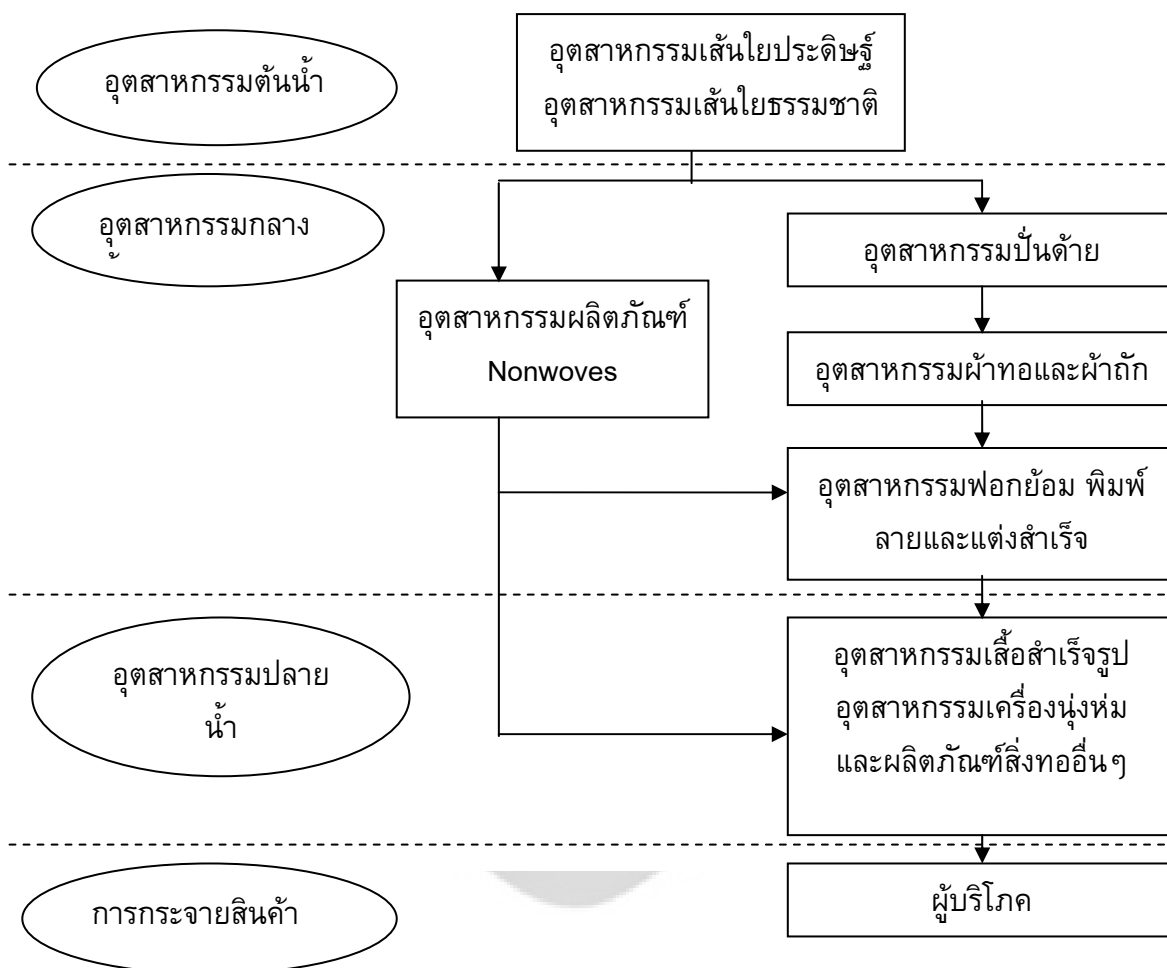 อุตสาหกรรมต้นน้ำ
อุตสาหกรรมเส้นใยประดิษฐ์
อุตสาหกรรมเส้นใยธรรมชาติ
อุตสาหกรรมกลาง
อุตสาหกรรมปั่นด้าย
อุตสาหกรรมผลิตภัณฑ์
Nonwoves
อุตสาหกรรมผ้าทอและผ้าถัก
อุตสาหกรรมฟอกย้อม พิมพ์
ลายและแต่งสำเร็จ
อุตสาหกรรมปลาย
น้ำ
อุตสาหกรรมเสื้อสำเร็จรูป
อุตสาหกรรมเครื่องนุ่งห่ม
และผลิตภัณฑ์สิ่งทออื่นๆ
การกระจายสินค้า
ผู้บริโภค